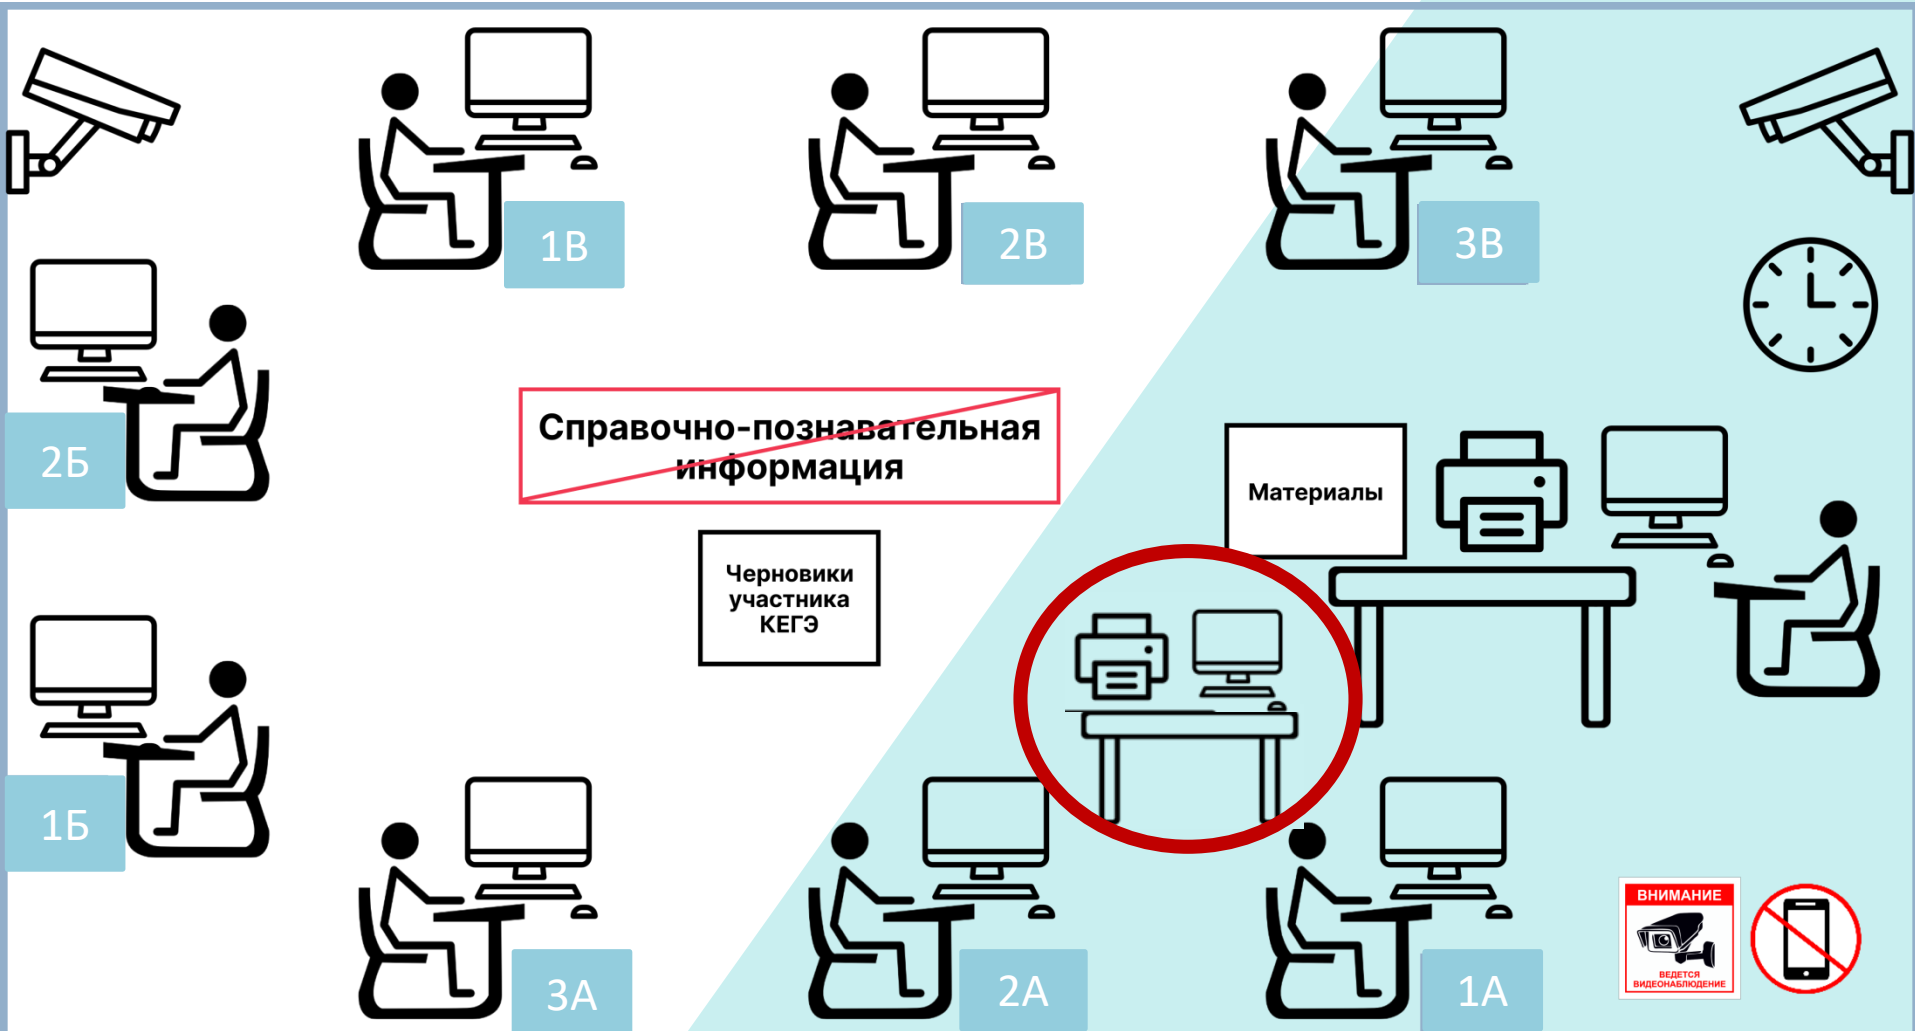 1В
2В
3В
2Б
Справочно-познавательная
информация
Материалы
Черновики
участника
КЕГЭ
1Б
3А
2А
1А
ВНИМАНИЕ
ВЕДЕТСЯ
ВИДЕОНАБЛЮДЕНИЕ